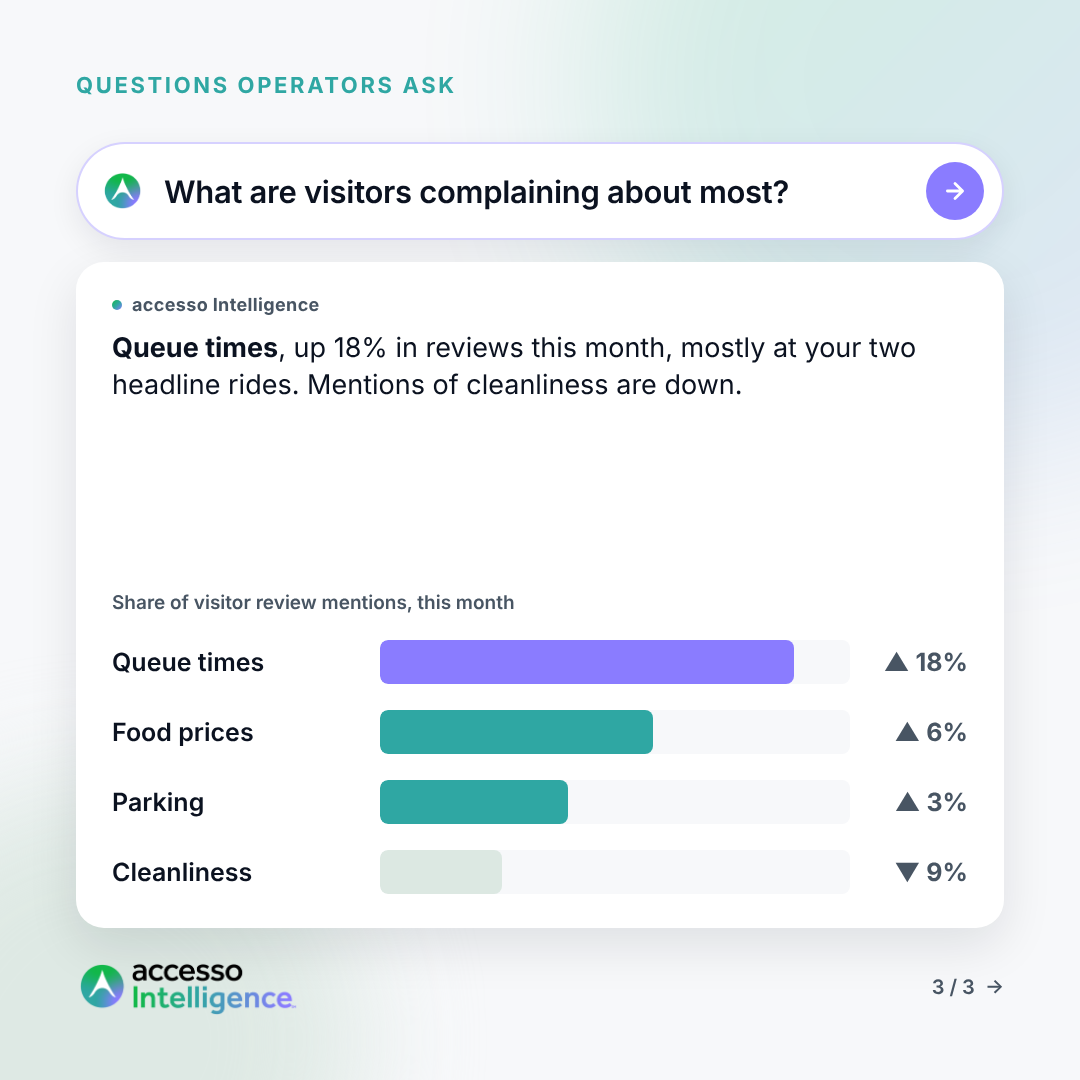 QUESTIONS OPERATORS ASK
What are visitors complaining about most?
accesso Intelligence
Queue times, up 18% in reviews this month, mostly at your two
headline rides. Mentions of cleanliness are down.
Share of visitor review mentions, this month
Queue times ▲ 18%
Food prices ▲ 6%
Parking ▲ 3%
Cleanliness ▼ 9%
accesso
Intelligence
3 / 3 →